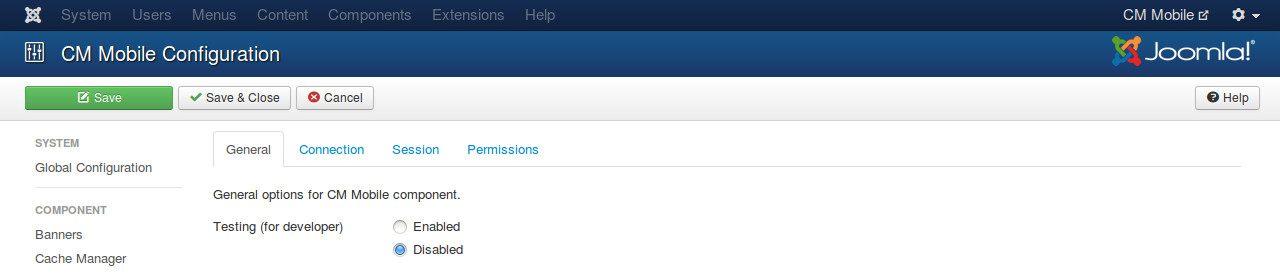 System Users Menus Content Components Extensions Help CM Mobile
CM Mobile Configuration Joomla!®
Save Save & Close Cancel Help
SYSTEM
Global Configuration
COMPONENT
Banners
Cache Manager
General Connection Session Permissions
General options for CM Mobile component.
Testing (for developer) Enabled
Disabled